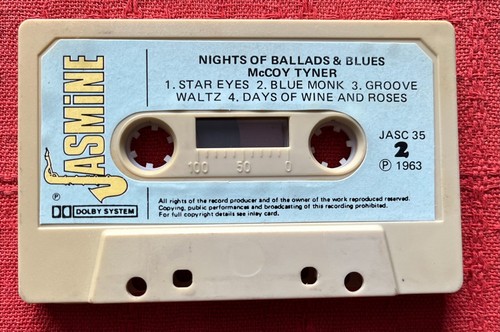 NIGHTS OF BALLADS & BLUES
McCOY TYNER
1. STAR EYES 2. BLUE MONK 3. GROOVE
WALTZ 4. DAYS OF WINE AND ROSES
JASMiNE
100 50 0
JASC 35
2
℗ 1963
℗
DOLBY SYSTEM
All rights of the record producer and of the owner of the work reproduced reserved.
Copying, public performances and broadcasting of this recording prohibited.
For full copyright details see inlay card.